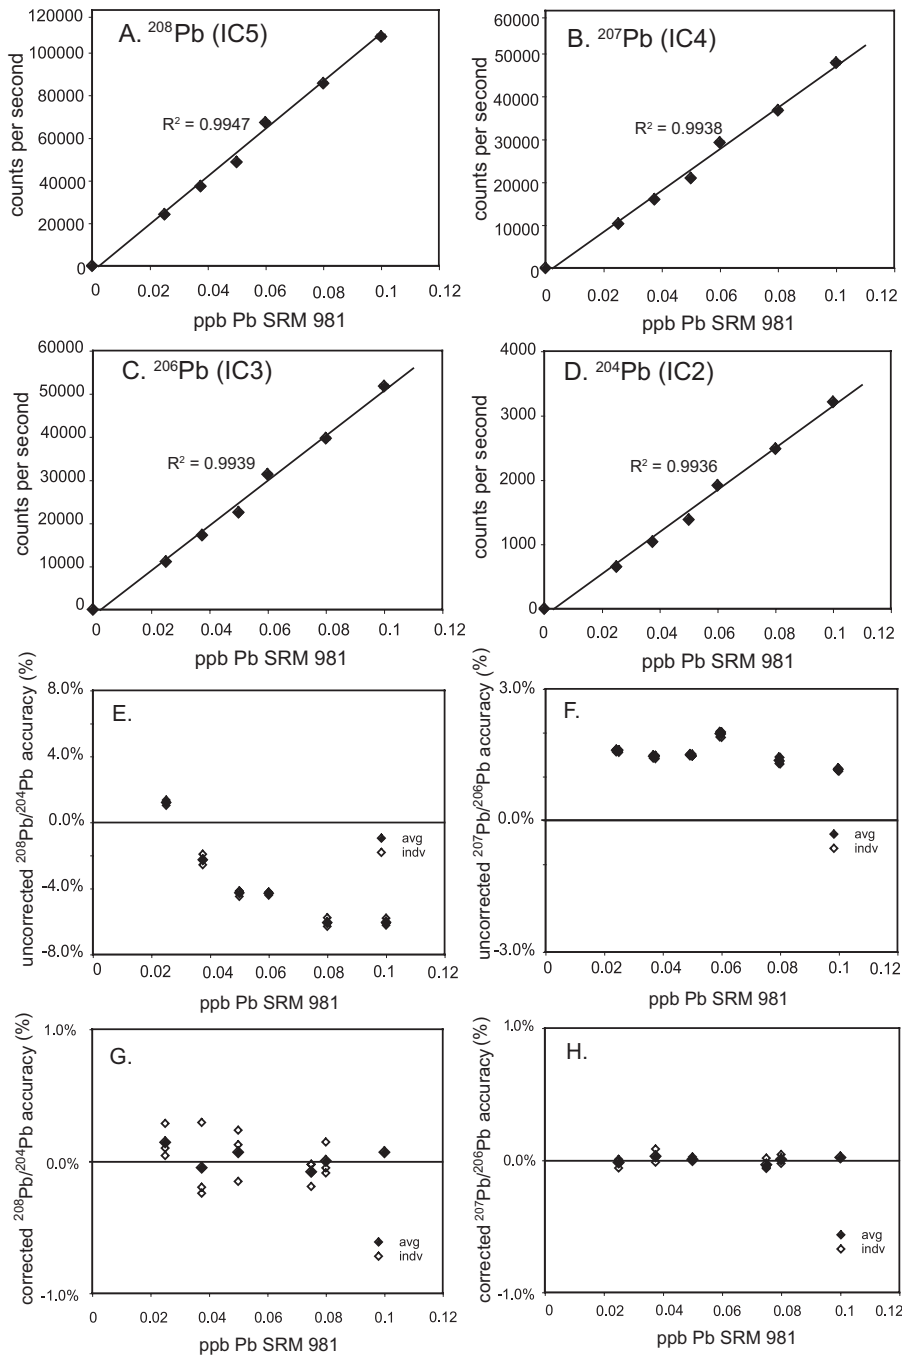 A. ²⁰⁸Pb (IC5)
120000
100000
80000
60000
40000
20000
0
counts per second
R² = 0.9947
0 0.02 0.04 0.06 0.08 0.1 0.12
ppb Pb SRM 981
B. ²⁰⁷Pb (IC4)
60000
50000
40000
30000
20000
10000
0
counts per second
R² = 0.9938
0 0.02 0.04 0.06 0.08 0.1 0.12
ppb Pb SRM 981
C. ²⁰⁶Pb (IC3)
60000
50000
40000
30000
20000
10000
0
counts per second
R² = 0.9939
0 0.02 0.04 0.06 0.08 0.1 0.12
ppb Pb SRM 981
D. ²⁰⁴Pb (IC2)
4000
3000
2000
1000
0
counts per second
R² = 0.9936
0 0.02 0.04 0.06 0.08 0.1 0.12
ppb Pb SRM 981
E.
8.0%
4.0%
0.0%
-4.0%
-8.0%
uncorrected ²⁰⁸Pb/²⁰⁴Pb accuracy (%)
avg
indv
0 0.02 0.04 0.06 0.08 0.1 0.12
ppb Pb SRM 981
F.
3.0%
0.0%
-3.0%
uncorrected ²⁰⁷Pb/²⁰⁶Pb accuracy (%)
avg
indv
0 0.02 0.04 0.06 0.08 0.1 0.12
ppb Pb SRM 981
G.
1.0%
0.0%
-1.0%
corrected ²⁰⁸Pb/²⁰⁴Pb accuracy (%)
avg
indv
0 0.02 0.04 0.06 0.08 0.1 0.12
ppb Pb SRM 981
H.
1.0%
0.0%
-1.0%
corrected ²⁰⁷Pb/²⁰⁶Pb accuracy (%)
avg
indv
0 0.02 0.04 0.06 0.08 0.1 0.12
ppb Pb SRM 981